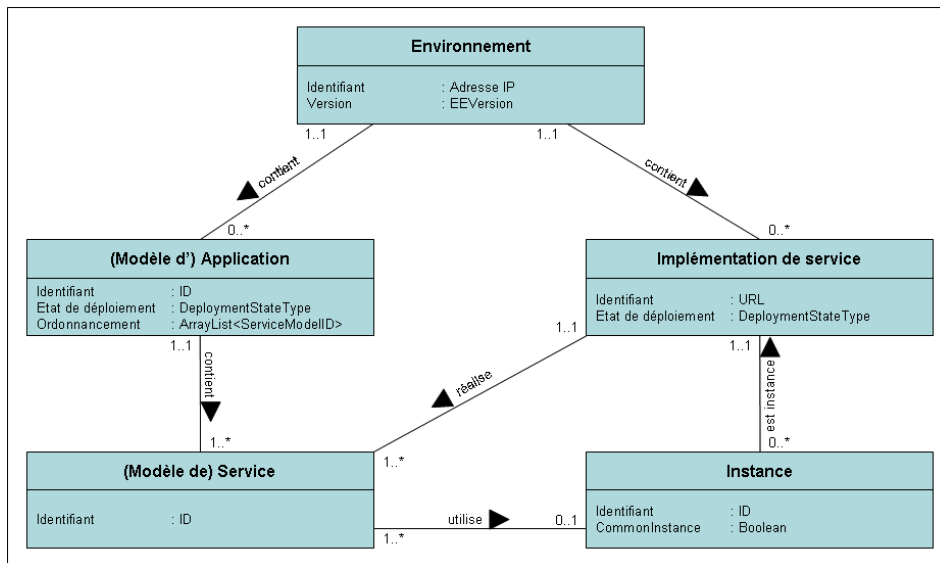 Environnement
Identifiant : Adresse IP
Version : EEVersion
1..1
1..1
contient
contient
0..*
0..*
(Modèle d') Application
Identifiant : ID
Etat de déploiement : DeploymentStateType
Ordonnancement : ArrayList<ServiceModelID>
Implémentation de service
Identifiant : URL
Etat de déploiement : DeploymentStateType
1..1
1..1
1..1
contient
réalise
est instance
1..*
1..*
0..*
(Modèle de) Service
Identifiant : ID
Instance
Identifiant : ID
CommonInstance : Boolean
utilise
1..*
0..1